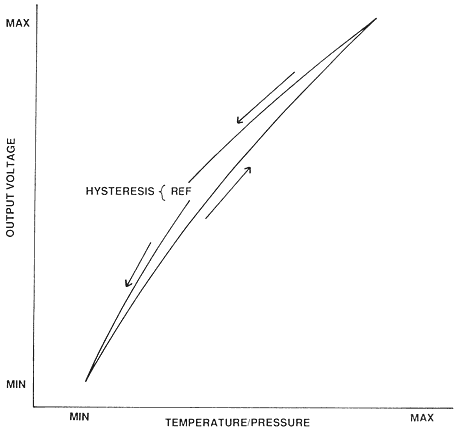 MAX
OUTPUT VOLTAGE
HYSTERESIS { REF
MIN
MIN
TEMPERATURE/PRESSURE
MAX